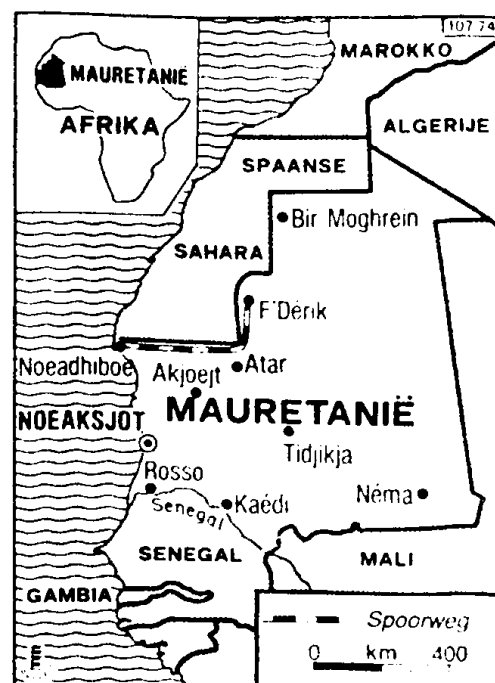 107 74
MAROKKO
MAURETANIË
AFRIKA
ALGERIJE
SPAANSE
Bir Moghrein
SAHARA
F'Dérik
Noeadhiboe
Atar
Akjoejt
NOEAKSJOT
MAURETANIË
Tidjikja
Rosso
Senegal
Kaédi
Néma
SENEGAL
MALI
GAMBIA
Spoorweg
0 km 400